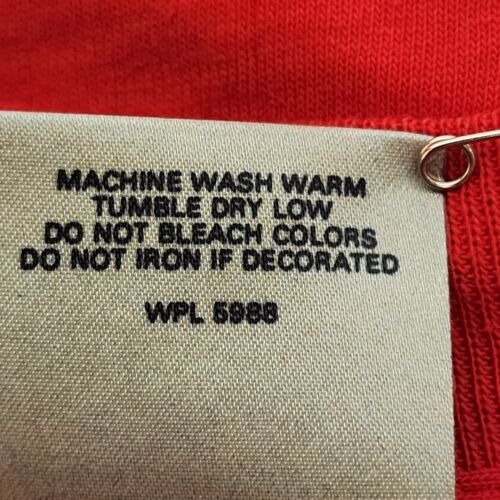 MACHINE WASH WARM
TUMBLE DRY LOW
DO NOT BLEACH COLORS
DO NOT IRON IF DECORATED
WPL 5988